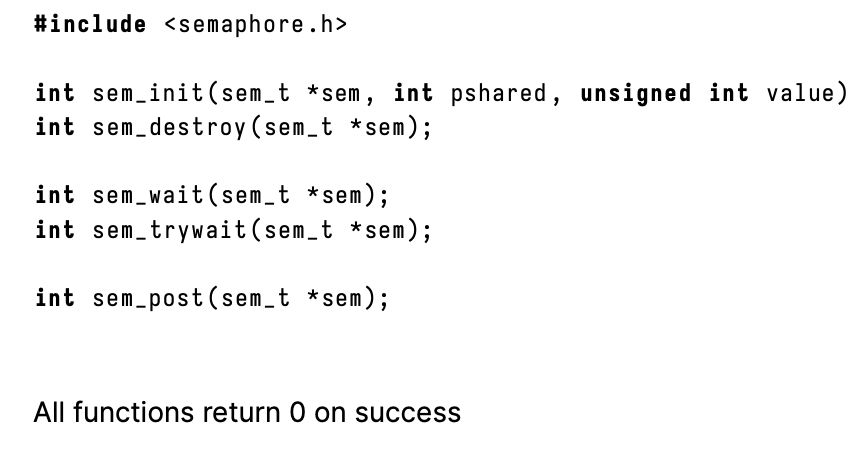 #include <semaphore.h>
int sem_init(sem_t *sem, int pshared, unsigned int value)
int sem_destroy(sem_t *sem);
int sem_wait(sem_t *sem);
int sem_trywait(sem_t *sem);
int sem_post(sem_t *sem);
All functions return 0 on success